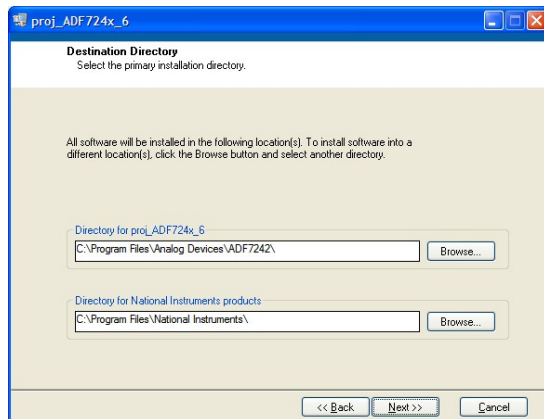 proj_ADF724x_6
Destination Directory
Select the primary installation directory.
All software will be installed in the following location(s). To install software into a
different location(s), click the Browse button and select another directory.
Directory for proj_ADF724x_6
C:\Program Files\Analog Devices\ADF7242\
Browse...
Directory for National Instruments products
C:\Program Files\National Instruments\
Browse...
<< Back
Next >>
Cancel